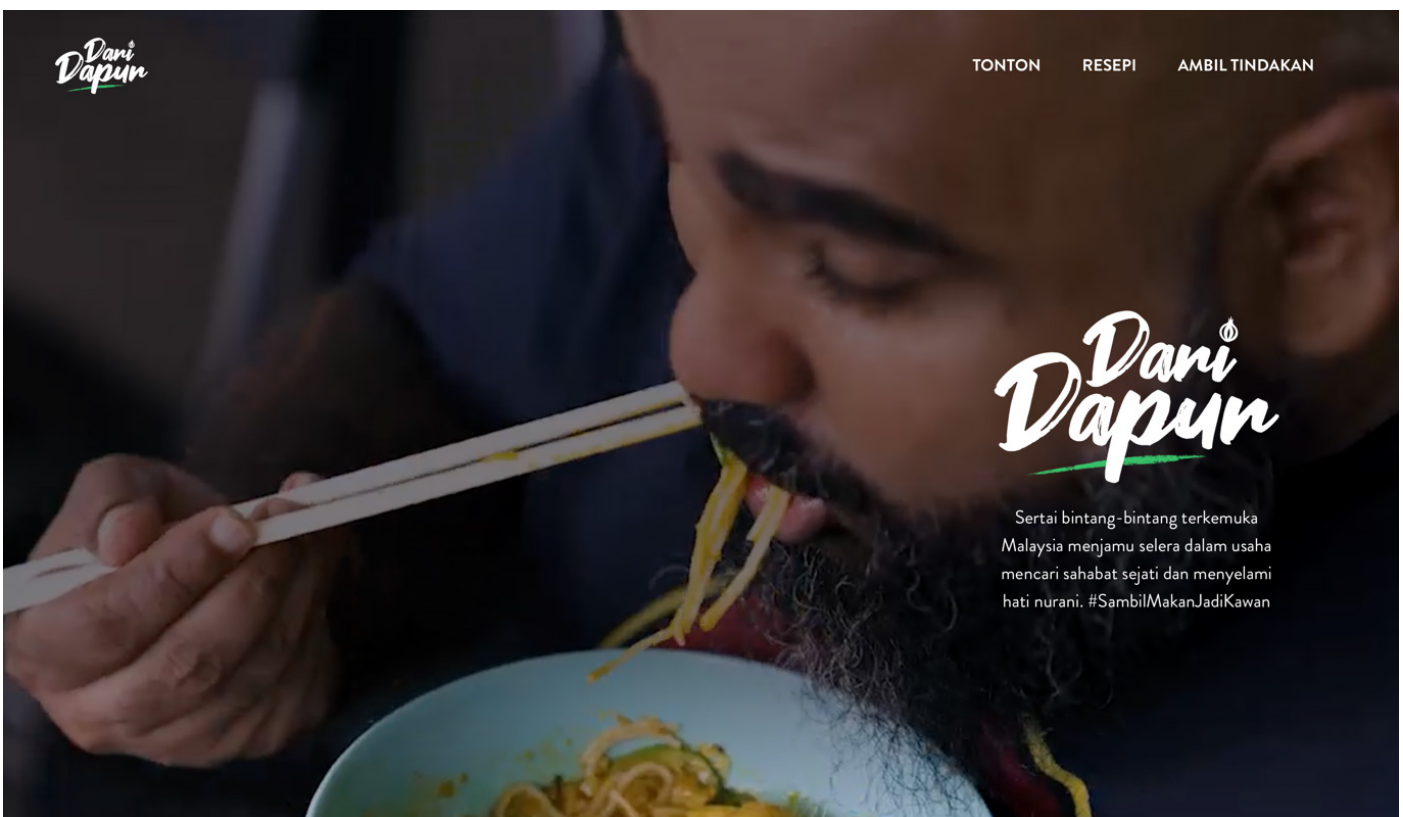 Dari
Dapur
TONTON RESEPI AMBIL TINDAKAN
Dari
Dapur
Sertai bintang-bintang terkemuka
Malaysia menjamu selera dalam usaha
mencari sahabat sejati dan menyelami
hati nurani. #SambilMakanJadiKawan